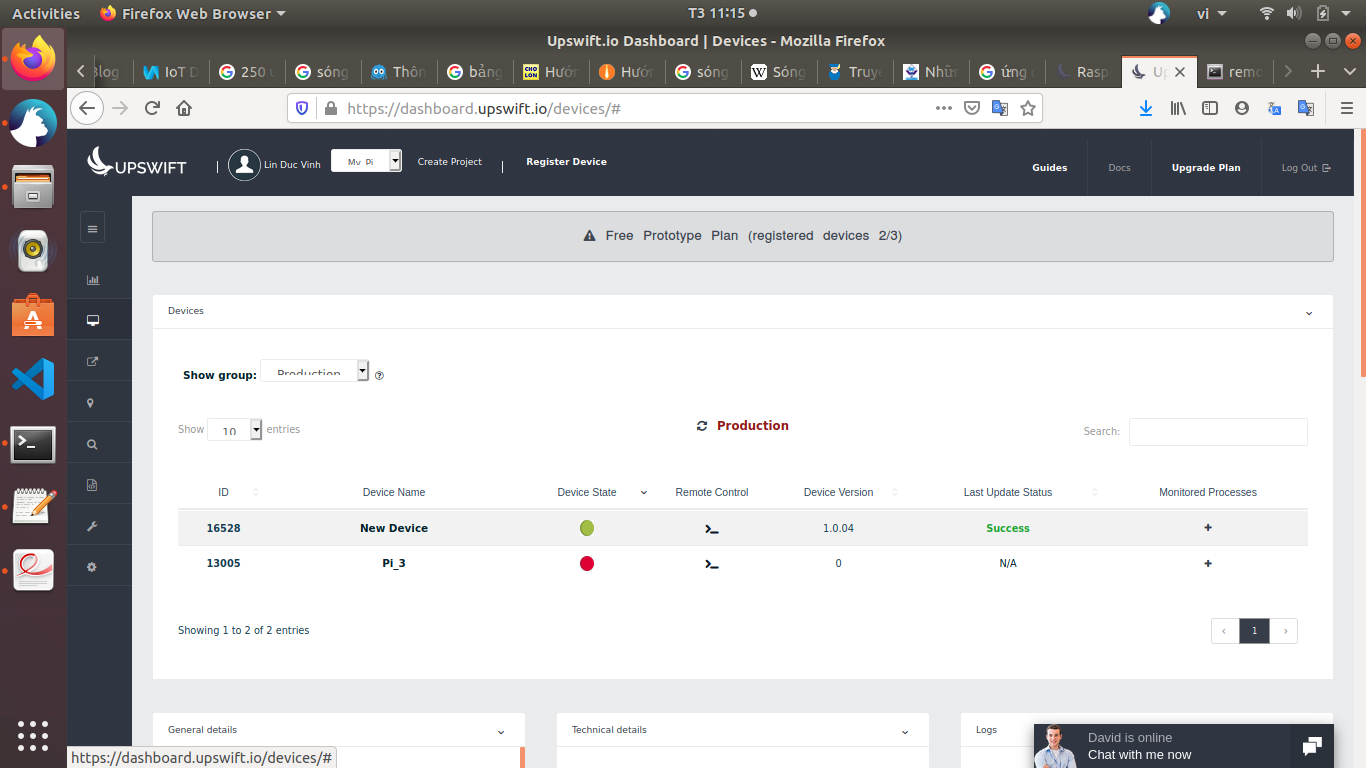 Activities Firefox Web Browser T3 11:15 vi
Upswift.io Dashboard | Devices - Mozilla Firefox
Blog IoT D 250 u sóng Thôn bảng Hướn Hướn sóng Sóng Truyề Nhữn ứng d Rasp Up remo
https://dashboard.upswift.io/devices/#
UPSWIFT | Lin Duc Vinh My Pi Create Project | Register Device Guides Docs Upgrade Plan Log Out
Free Prototype Plan (registered devices 2/3)
Devices
Show group: Production
Show 10 entries Production Search:
ID Device Name Device State Remote Control Device Version Last Update Status Monitored Processes
16528 New Device 1.0.04 Success +
13005 Pi_3 0 N/A +
Showing 1 to 2 of 2 entries ‹ 1 ›
General details Technical details Logs
David is online
Chat with me now
https://dashboard.upswift.io/devices/#